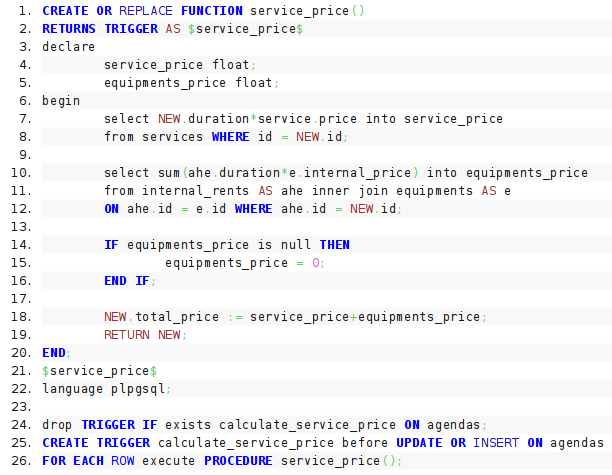 1. CREATE OR REPLACE FUNCTION service_price()
2. RETURNS TRIGGER AS $service_price$
3. declare
4.         service_price float;
5.         equipments_price float;
6. begin
7.         select NEW.duration*service.price into service_price
8.         from services WHERE id = NEW.id;
9.
10.         select sum(ahe.duration*e.internal_price) into equipments_price
11.         from internal_rents AS ahe inner join equipments AS e
12.         ON ahe.id = e.id WHERE ahe.id = NEW.id;
13.
14.         IF equipments_price is null THEN
15.                 equipments_price = 0;
16.         END IF;
17.
18.         NEW.total_price := service_price+equipments_price;
19.         RETURN NEW;
20. END;
21. $service_price$
22. language plpgsql;
23.
24. drop TRIGGER IF exists calculate_service_price ON agendas;
25. CREATE TRIGGER calculate_service_price before UPDATE OR INSERT ON agendas
26. FOR EACH ROW execute PROCEDURE service_price();